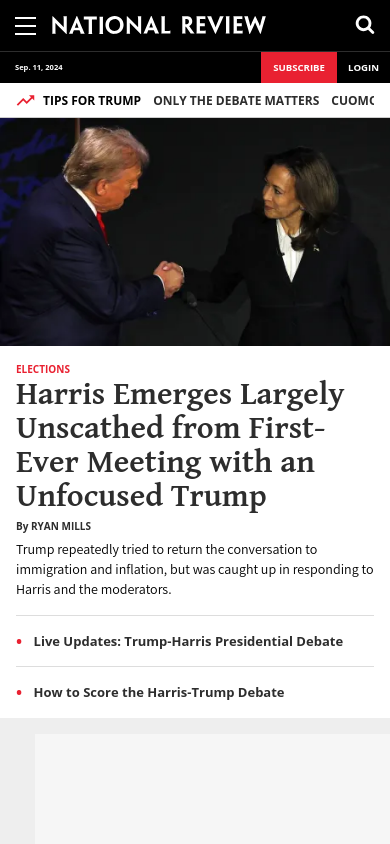 NATIONAL REVIEW
Sep. 11, 2024
SUBSCRIBE
LOGIN
TIPS FOR TRUMP ONLY THE DEBATE MATTERS CUOMO
ELECTIONS
Harris Emerges Largely
Unscathed from First-
Ever Meeting with an
Unfocused Trump
By RYAN MILLS
Trump repeatedly tried to return the conversation to
immigration and inflation, but was caught up in responding to
Harris and the moderators.
Live Updates: Trump-Harris Presidential Debate
How to Score the Harris-Trump Debate